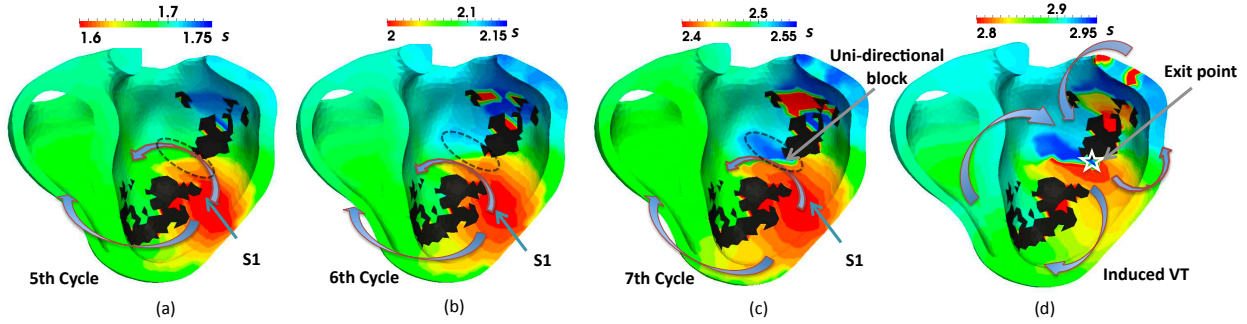 1.7
1.6 1.75 s
2.1
2 2.15 s
2.5
2.4 2.55 s
2.9
2.8 2.95 s
Uni-directional
block
Exit point
S1
S1
S1
5th Cycle
6th Cycle
7th Cycle
Induced VT
(a)
(b)
(c)
(d)